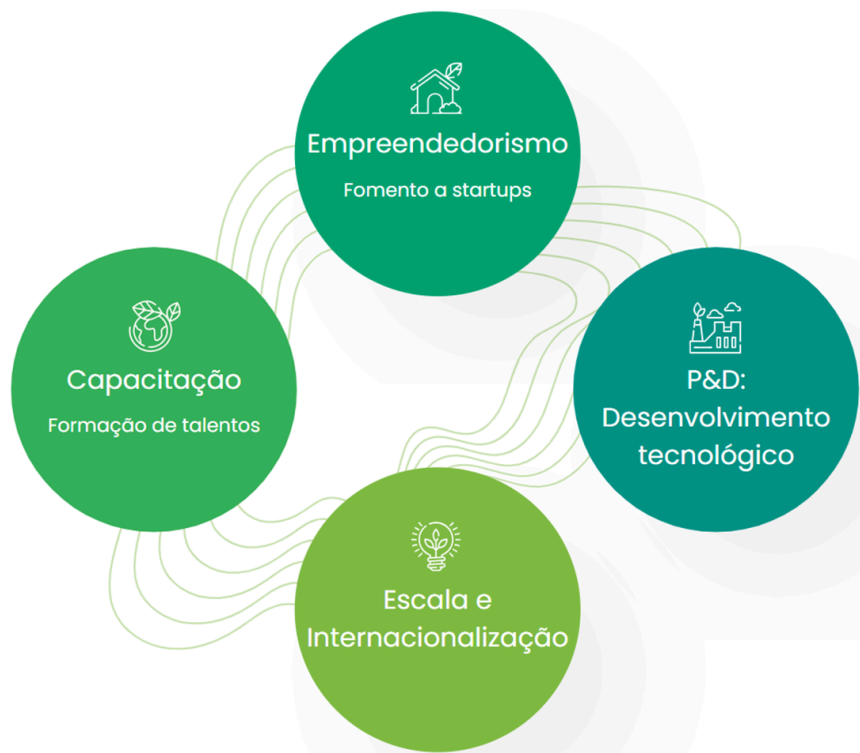 Empreendedorismo
Fomento a startups
Capacitação
Formação de talentos
P&D:
Desenvolvimento
tecnológico
Escala e
Internacionalização